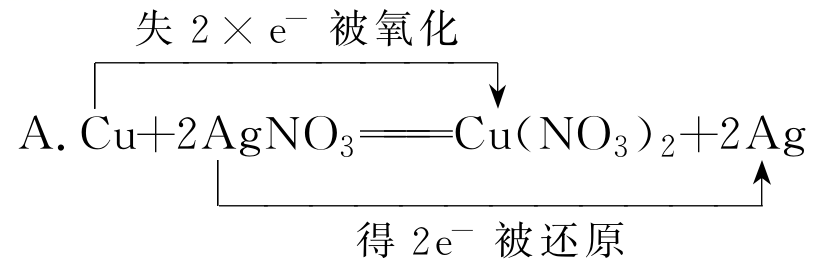 失 2×e⁻ 被氧化
A. Cu+2AgNO₃══Cu(NO₃)₂+2Ag
得 2e⁻ 被还原